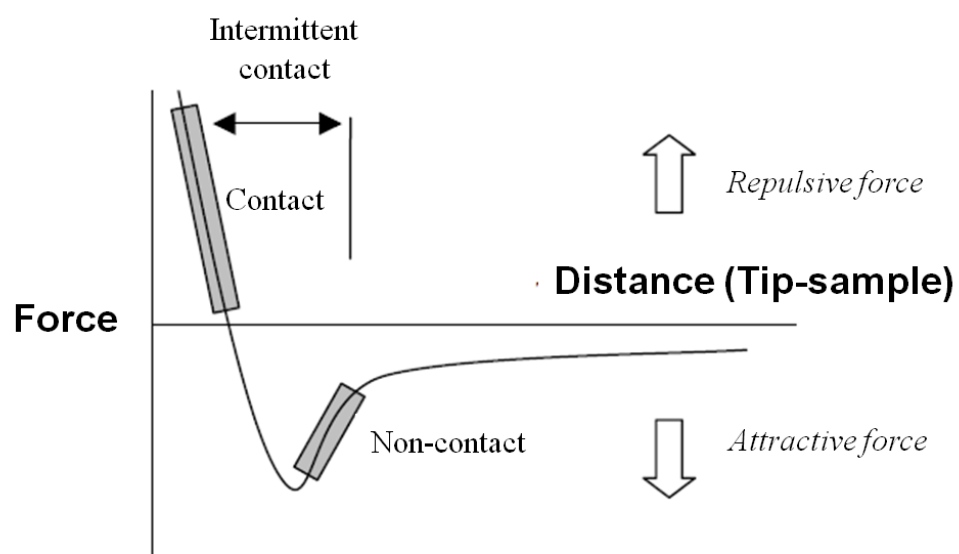 Intermittent
contact
Contact
Repulsive force
Distance (Tip-sample)
Force
Non-contact
Attractive force